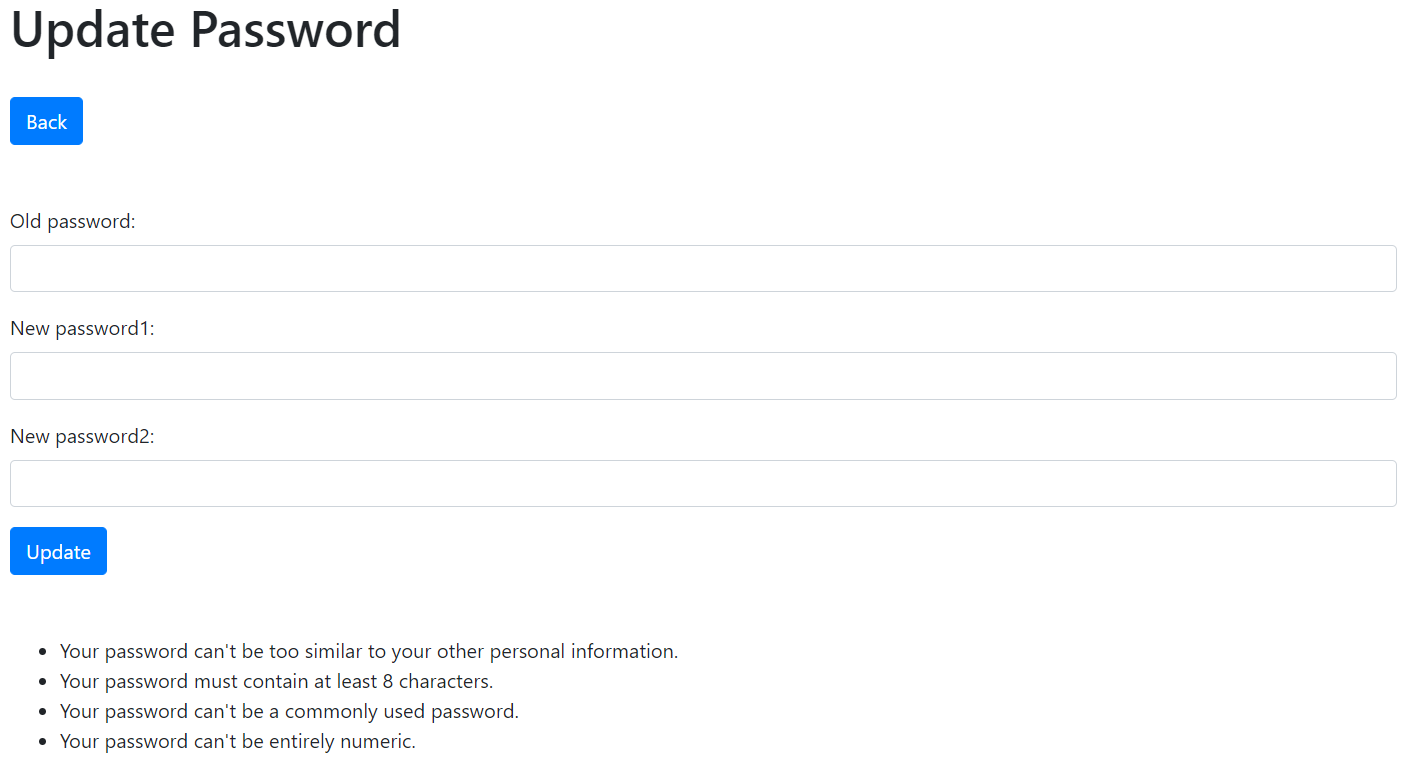 Update Password
Back
Old password:
New password1:
New password2:
Update
Your password can't be too similar to your other personal information.
Your password must contain at least 8 characters.
Your password can't be a commonly used password.
Your password can't be entirely numeric.